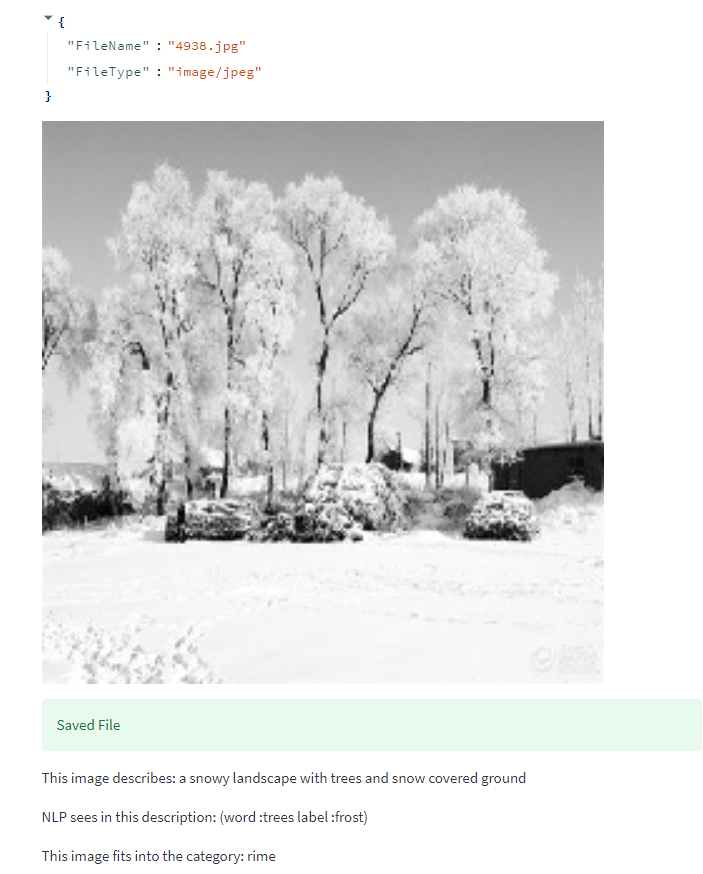 {
"FileName" : "4938.jpg"
"FileType" : "image/jpeg"
}
Saved File
This image describes: a snowy landscape with trees and snow covered ground
NLP sees in this description: (word :trees label :frost)
This image fits into the category: rime